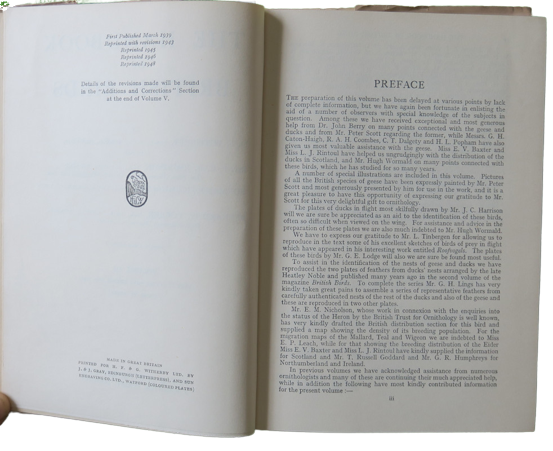 First Published March 1939
Reprinted with revisions 1943
Reprinted 1945
Reprinted 1946
Reprinted 1948
Details of the revisions made will be found
in the "Additions and Corrections" Section
at the end of Volume V.
MADE IN GREAT BRITAIN
PRINTED FOR H. F. & G. WITHERBY LTD. BY
PREFACE
THE preparation of this volume has been delayed at various points by lack
of complete information, but we have again been fortunate in enlisting the
aid of a number of observers with special knowledge of the subjects in
question. Among these we have received exceptional and most generous
help from Dr. John Berry on many points connected with the geese and
ducks and from Mr. Peter Scott regarding the former, while Messrs. G. H.
Caton-Haigh, R. A. H. Coombes, C. T. Dalgety and H. L. Popham have also
given us most valuable assistance with the geese. Miss E. V. Baxter and
Miss L. J. Rintoul have helped us ungrudgingly with the distribution of the
ducks in Scotland, and Mr. Hugh Wormald on many points connected with
these birds, which he has studied for so many years.
A number of special illustrations are included in this volume. Pictures
of all the British species of geese have been expressly painted by Mr. Peter
Scott and most generously presented by him for use in the work, and it is a
great pleasure to have this opportunity of expressing our gratitude to Mr.
Scott for this very delightful gift to ornithology.
The plates of ducks in flight most skilfully drawn by Mr. J. C. Harrison
will we are sure be appreciated as an aid to the identification of these birds,
often so difficult when viewed on the wing. For assistance and advice in the
preparation of these plates we are also much indebted to Mr. Hugh Wormald.
We have to express our gratitude to Mr. L. Tinbergen for allowing us to
reproduce in the text some of his excellent sketches of birds of prey in flight
which have appeared in his interesting work entitled Roofvogels. The plates
of these birds by Mr. G. E. Lodge will also we are sure be found most useful.
To assist in the identification of the nests of geese and ducks we have
reproduced the two plates of feathers from ducks' nests arranged by the late
Heatley Noble and published many years ago in the second volume of the
magazine British Birds. To complete the series Mr. G. H. Lings has very
kindly taken great pains to assemble a series of representative feathers from
carefully authenticated nests of the rest of the ducks and also of the geese and
these are reproduced in two other plates.
Mr. E. M. Nicholson, whose work in connexion with the enquiries into
the status of the Heron by the British Trust for Ornithology is well known,
has very kindly drafted the British distribution section for this bird and
supplied a map showing the density of its breeding population. For the
migration maps of the Mallard, Teal and Wigeon we are indebted to Miss
E. P. Leach, while for that showing the breeding distribution of the Eider
Miss E. V. Baxter and Miss L. J. Rintoul have kindly supplied the information
for Scotland and Mr. T. Russell Goddard and Mr. G. R. Humphreys for
Northumberland and Ireland.
In previous volumes we have acknowledged assistance from numerous
ornithologists and many of these are continuing their much appreciated help,
while in addition the following have most kindly contributed information
for the present volume :—
iii